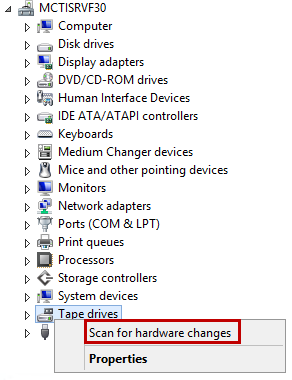 MCTISRVF30
Computer
Disk drives
Display adapters
DVD/CD-ROM drives
Human Interface Devices
IDE ATA/ATAPI controllers
Keyboards
Medium Changer devices
Mice and other pointing devices
Monitors
Network adapters
Ports (COM & LPT)
Print queues
Processors
Storage controllers
System devices
Tape drives
Scan for hardware changes
Properties